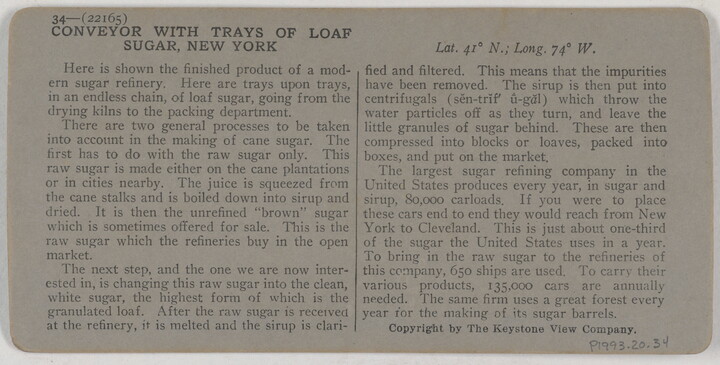 34—(22165)
CONVEYOR WITH TRAYS OF LOAF
SUGAR, NEW YORK
Lat. 41° N.; Long. 74° W.
Here is shown the finished product of a mod-
ern sugar refinery. Here are trays upon trays,
in an endless chain, of loaf sugar, going from the
drying kilns to the packing department.
There are two general processes to be taken
into account in the making of cane sugar. The
first has to do with the raw sugar only. This
raw sugar is made either on the cane plantations
or in cities nearby. The juice is squeezed from
the cane stalks and is boiled down into sirup and
dried. It is then the unrefined "brown" sugar
which is sometimes offered for sale. This is the
raw sugar which the refineries buy in the open
market.
The next step, and the one we are now inter-
ested in, is changing this raw sugar into the clean,
white sugar, the highest form of which is the
granulated loaf. After the raw sugar is received
at the refinery, it is melted and the sirup is clari-
fied and filtered. This means that the impurities
have been removed. The sirup is then put into
centrifugals (sĕn-trĭf' ŭ-găl) which throw the
water particles off as they turn, and leave the
little granules of sugar behind. These are then
compressed into blocks or loaves, packed into
boxes, and put on the market.
The largest sugar refining company in the
United States produces every year, in sugar and
sirup, 80,000 carloads. If you were to place
these cars end to end they would reach from New
York to Cleveland. This is just about one-third
of the sugar the United States uses in a year.
To bring in the raw sugar to the refineries of
this company, 650 ships are used. To carry their
various products, 135,000 cars are annually
needed. The same firm uses a great forest every
year for the making of its sugar barrels.
Copyright by The Keystone View Company.
P1993.20.34